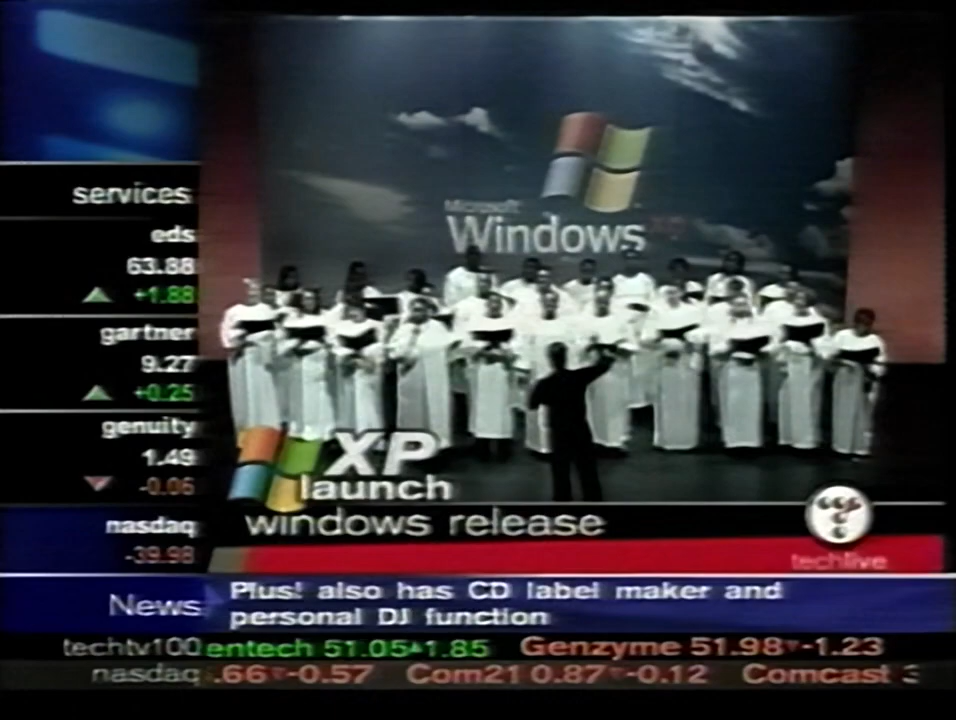 services
eds
63.88
+1.88
gartner
9.27
+0.25
genuity
1.49
-0.06
nasdaq
-39.98
Microsoft
Windows xp
XP
launch
windows release
techlive
News
Plus! also has CD label maker and
personal DJ function
techtv100 entech 51.05 1.85 Genzyme 51.98 -1.23
nasdaq .66 -0.57 Com21 0.87 -0.12 Comcast